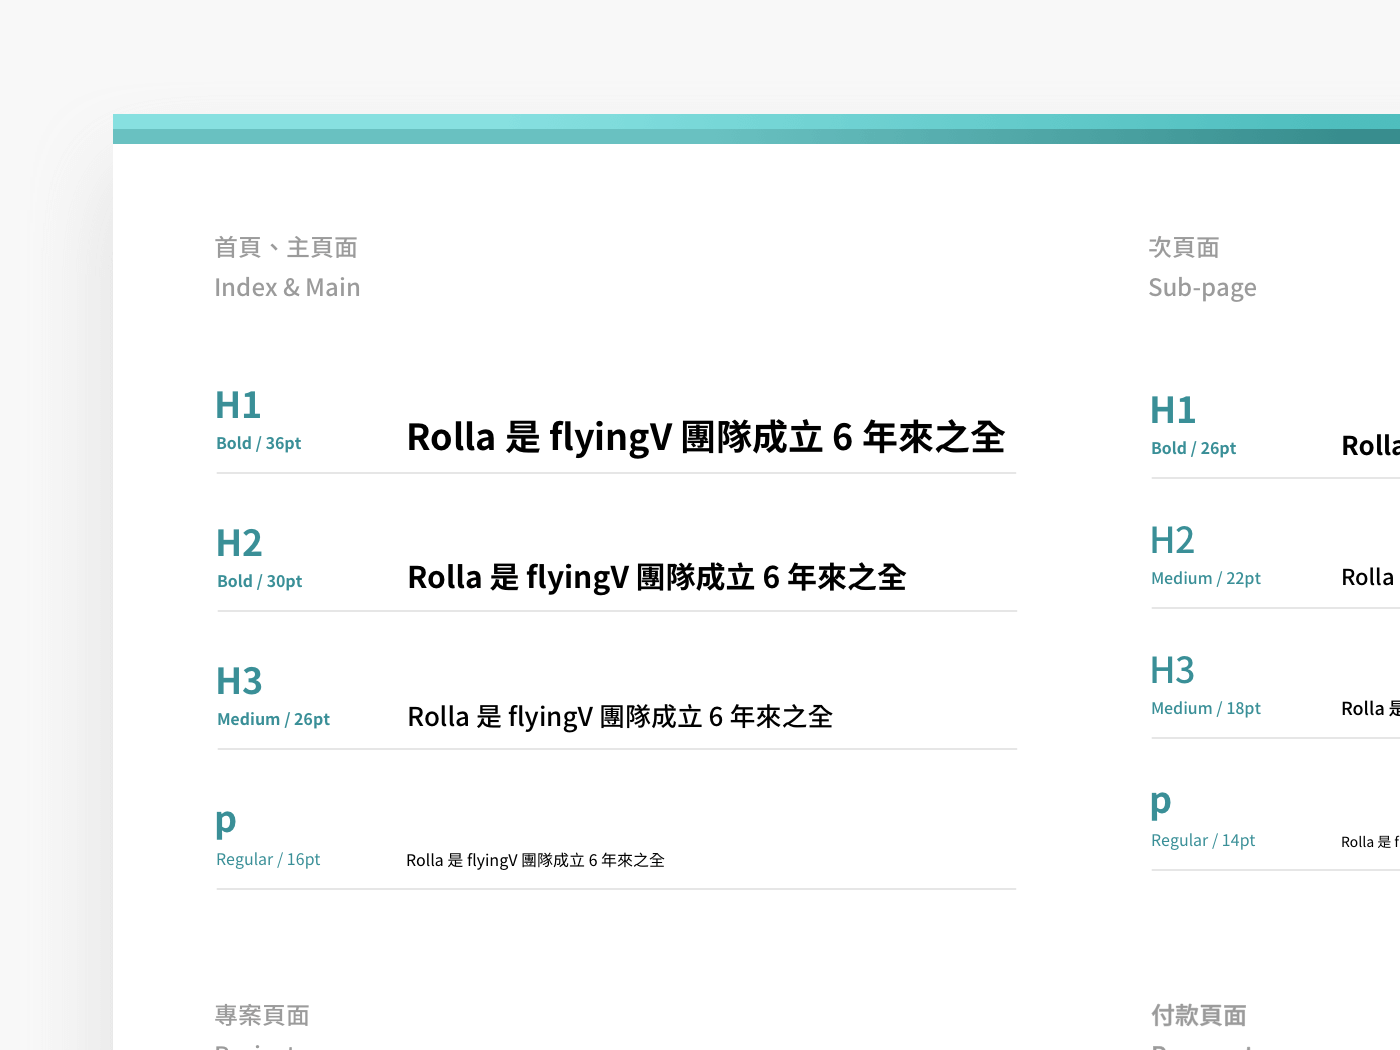 首頁、主頁面
Index & Main
H1
Bold / 36pt
Rolla 是 flyingV 團隊成立 6 年來之全
H2
Bold / 30pt
Rolla 是 flyingV 團隊成立 6 年來之全
H3
Medium / 26pt
Rolla 是 flyingV 團隊成立 6 年來之全
p
Regular / 16pt
Rolla 是 flyingV 團隊成立 6 年來之全
次頁面
Sub-page
H1
Bold / 26pt
Rolla
H2
Medium / 22pt
Rolla
H3
Medium / 18pt
Rolla 是
p
Regular / 14pt
Rolla 是 f
專案頁面
付款頁面